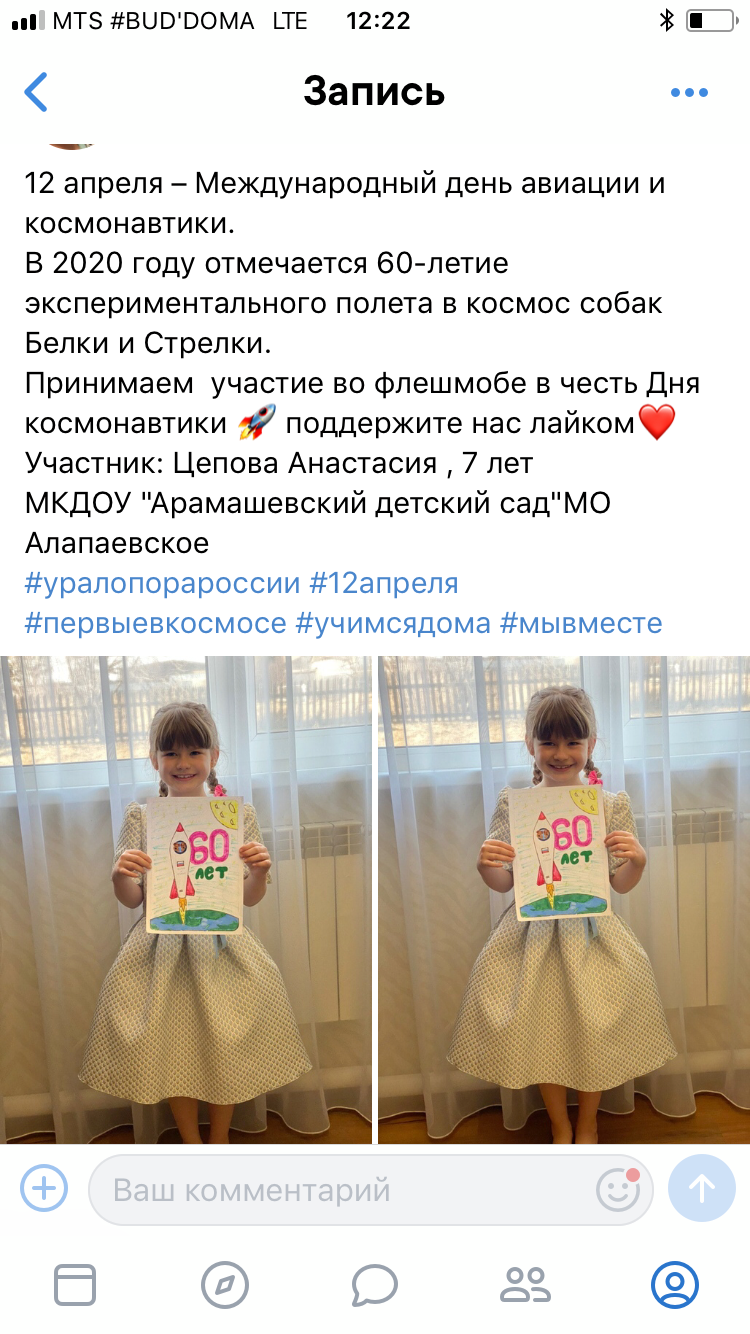 MTS #BUD'DOMA LTE 12:22
Запись
12 апреля – Международный день авиации и
космонавтики.
В 2020 году отмечается 60-летие
экспериментального полета в космос собак
Белки и Стрелки.
Принимаем  участие во флешмобе в честь Дня
космонавтики 🚀 поддержите нас лайком❤️
Участник: Цепова Анастасия , 7 лет
МКДОУ "Арамашевский детский сад"МО
Алапаевское
#уралопорароссии #12апреля
#первыевкосмосе #учимсядома #мывместе
60
лет
60
лет
Ваш комментарий